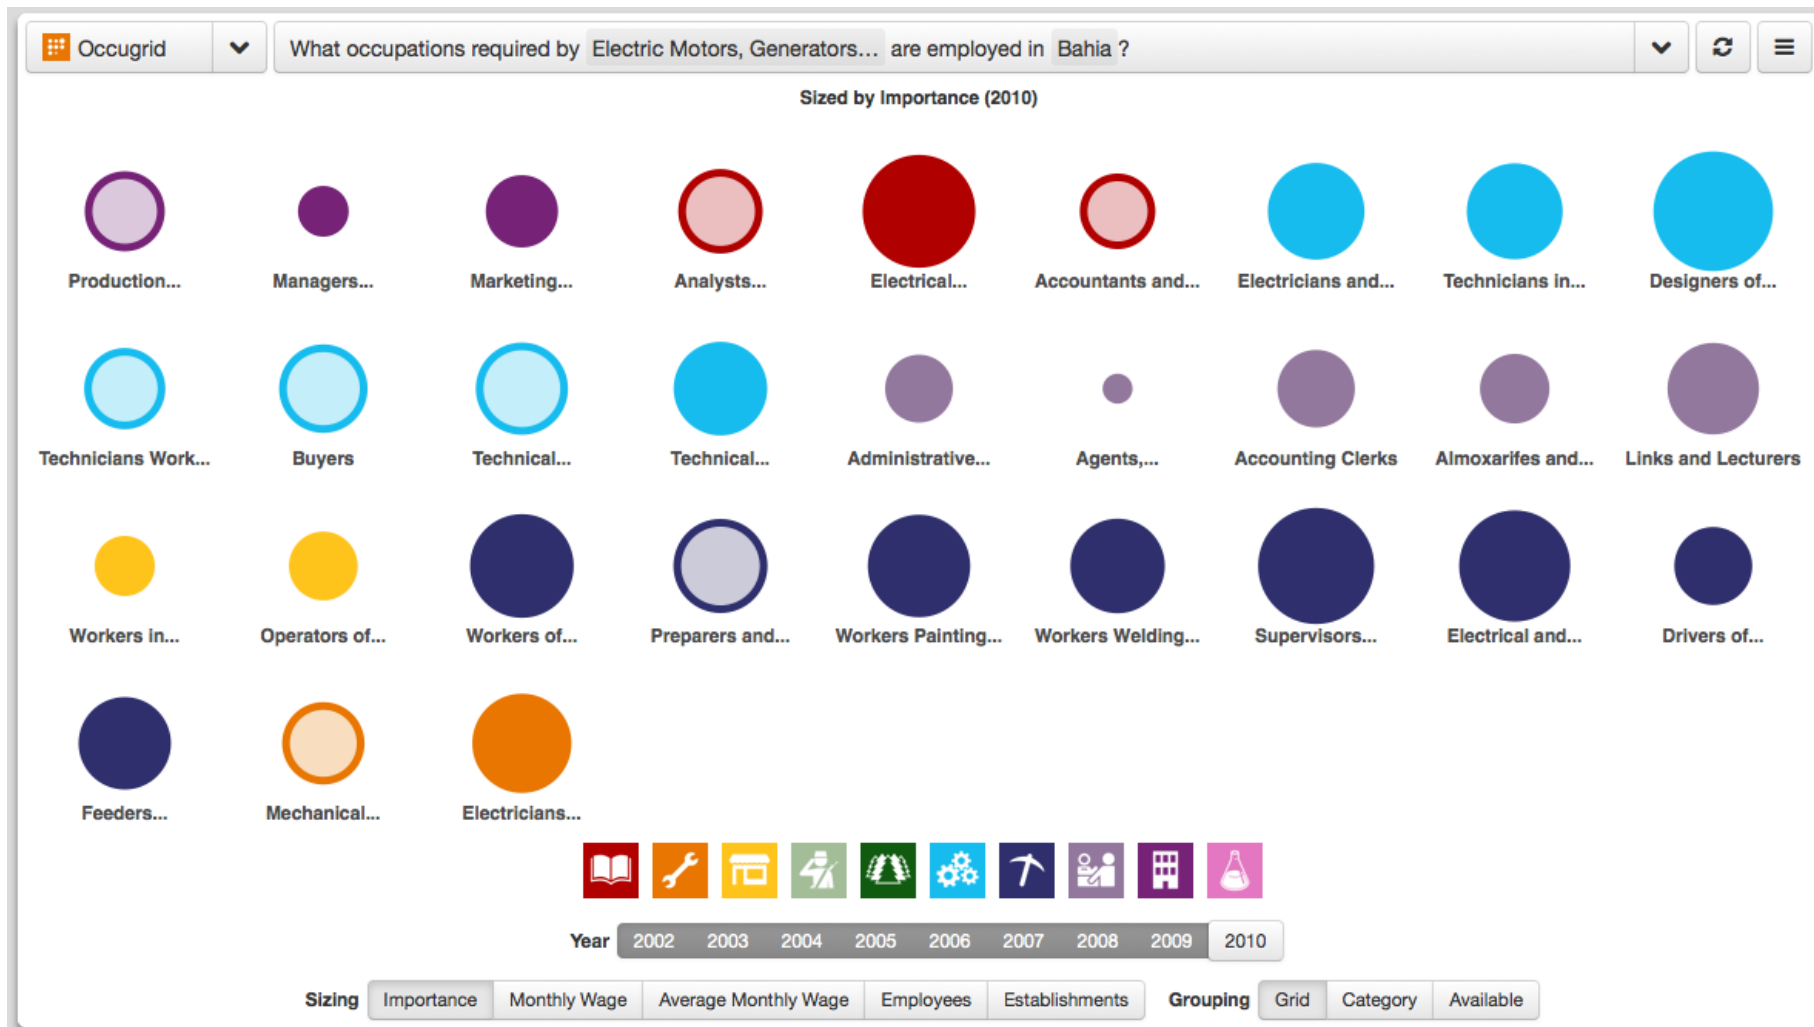 Occugrid What occupations required by Electric Motors, Generators... are employed in Bahia ?
Sized by Importance (2010)
Production... Managers... Marketing... Analysts... Electrical... Accountants and... Electricians and... Technicians in... Designers of...
Technicians Work... Buyers Technical... Technical... Administrative... Agents,... Accounting Clerks Almoxarifes and... Links and Lecturers
Workers in... Operators of... Workers of... Preparers and... Workers Painting... Workers Welding... Supervisors... Electrical and... Drivers of...
Feeders... Mechanical... Electricians...
Year 2002 2003 2004 2005 2006 2007 2008 2009 2010
Sizing Importance Monthly Wage Average Monthly Wage Employees Establishments Grouping Grid Category Available